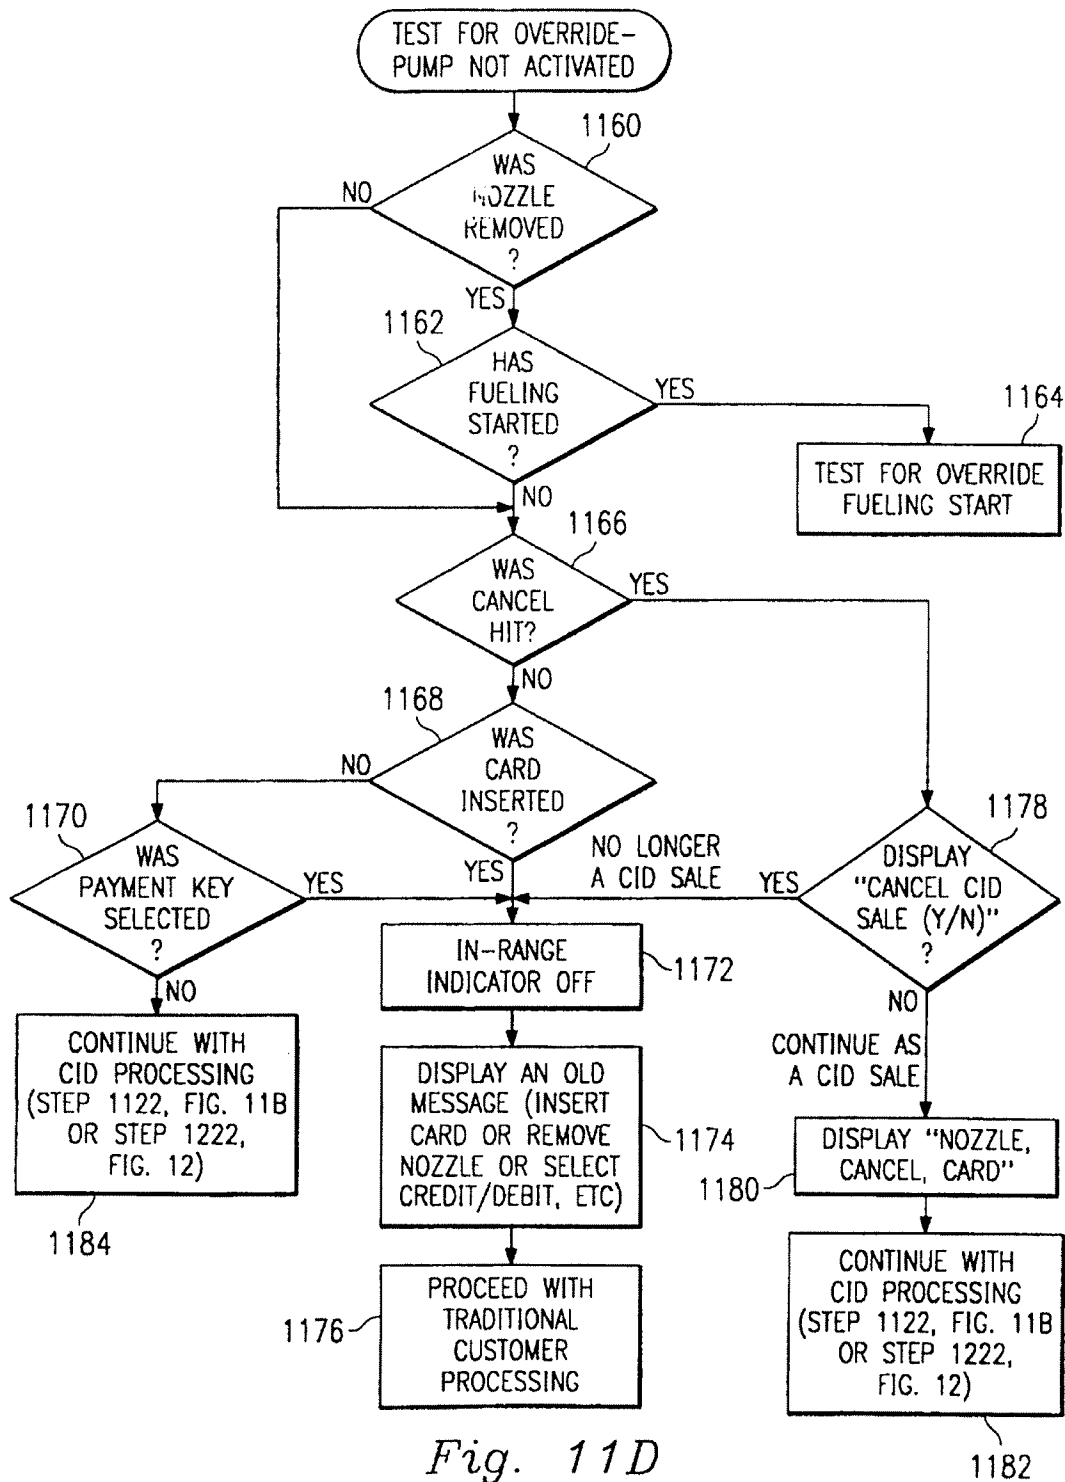 TEST FOR OVERRIDE-
PUMP NOT ACTIVATED
1160
WAS
NOZZLE
REMOVED
?
NO
YES
1162
HAS
FUELING
STARTED
?
YES
1164
TEST FOR OVERRIDE
FUELING START
NO
1166
WAS
CANCEL
HIT?
YES
NO
1168
WAS
CARD
INSERTED
?
NO
YES
1170
WAS
PAYMENT KEY
SELECTED
?
YES
NO
NO LONGER
A CID SALE
1178
DISPLAY
"CANCEL CID
SALE (Y/N)"
?
YES
NO
IN-RANGE
INDICATOR OFF
1172
CONTINUE WITH
CID PROCESSING
(STEP 1122, FIG. 11B
OR STEP 1222,
FIG. 12)
1184
DISPLAY AN OLD
MESSAGE (INSERT
CARD OR REMOVE
NOZZLE OR SELECT
CREDIT/DEBIT, ETC)
1174
CONTINUE AS
A CID SALE
DISPLAY "NOZZLE,
CANCEL, CARD"
1180
PROCEED WITH
TRADITIONAL
CUSTOMER
PROCESSING
1176
CONTINUE WITH
CID PROCESSING
(STEP 1122, FIG. 11B
OR STEP 1222,
FIG. 12)
1182
Fig. 11D